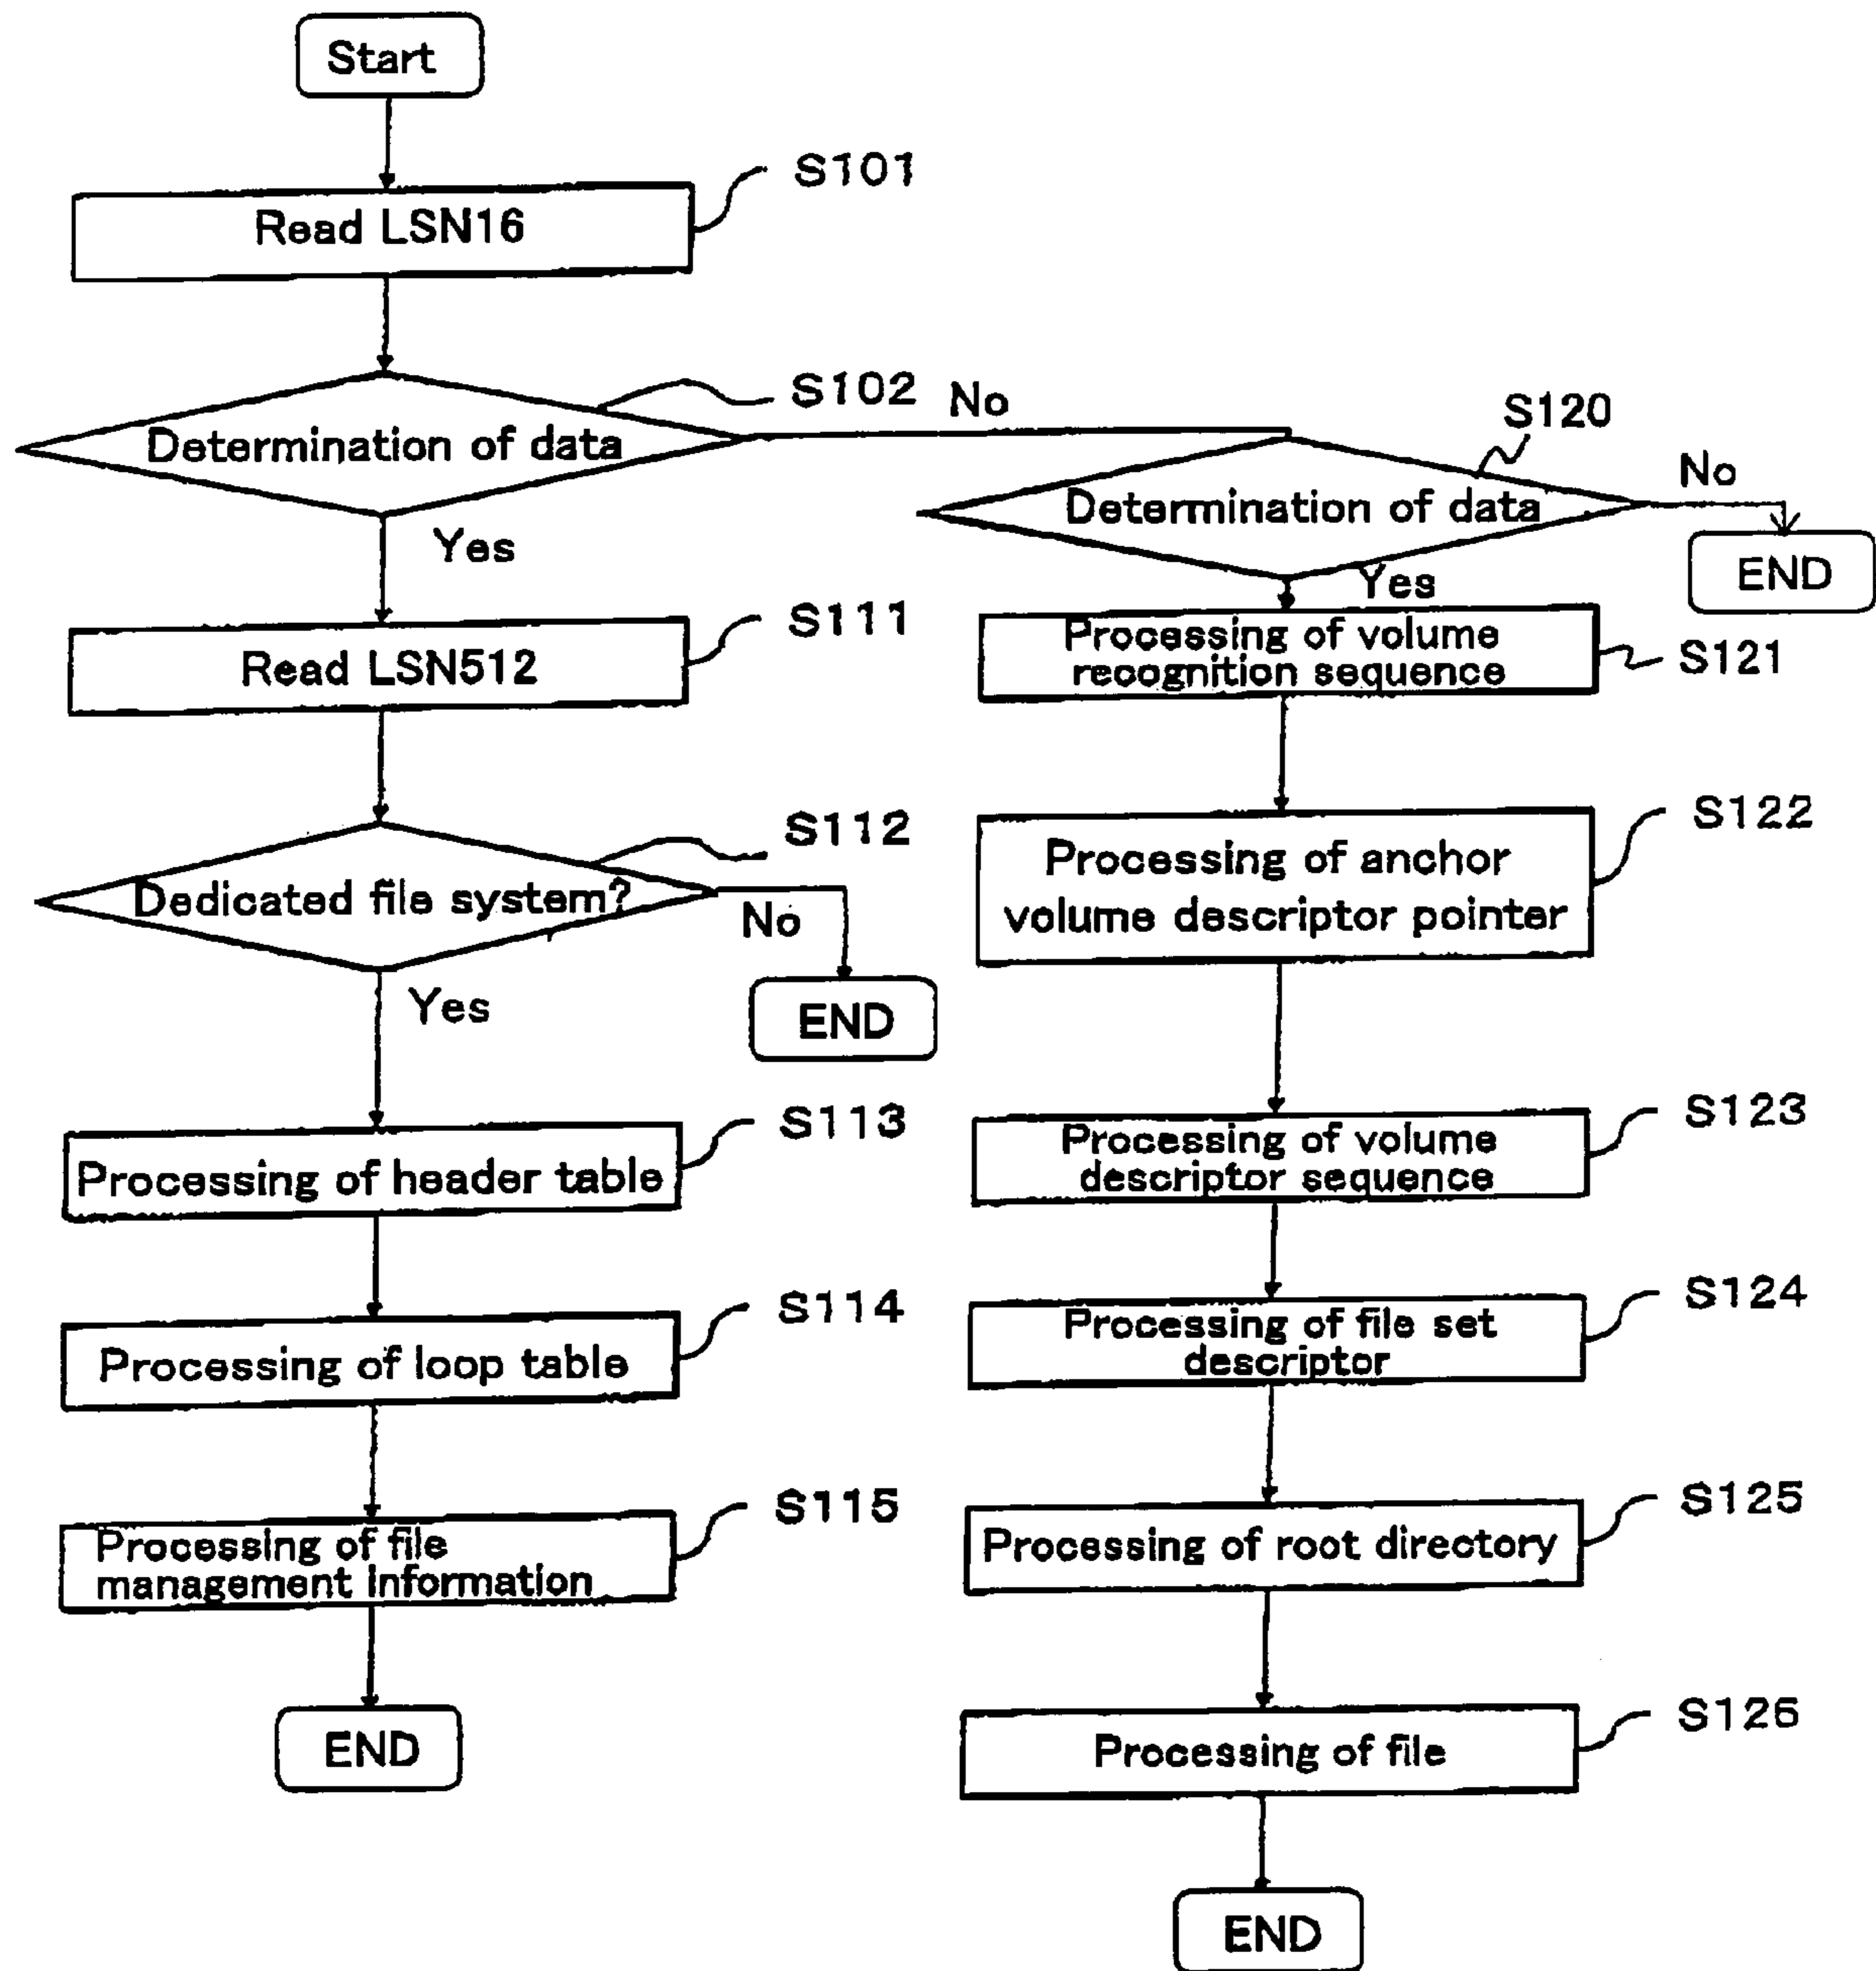 Start
S101
Read LSN16
S102
No
Determination of data
Yes
S111
Read LSN512
S112
Dedicated file system?
No
END
Yes
S113
Processing of header table
S114
Processing of loop table
S115
Processing of file
management information
END
S120
Determination of data
No
END
Yes
Processing of volume
recognition sequence
S121
S122
Processing of anchor
volume descriptor pointer
S123
Processing of volume
descriptor sequence
S124
Processing of file set
descriptor
S125
Processing of root directory
S126
Processing of file
END